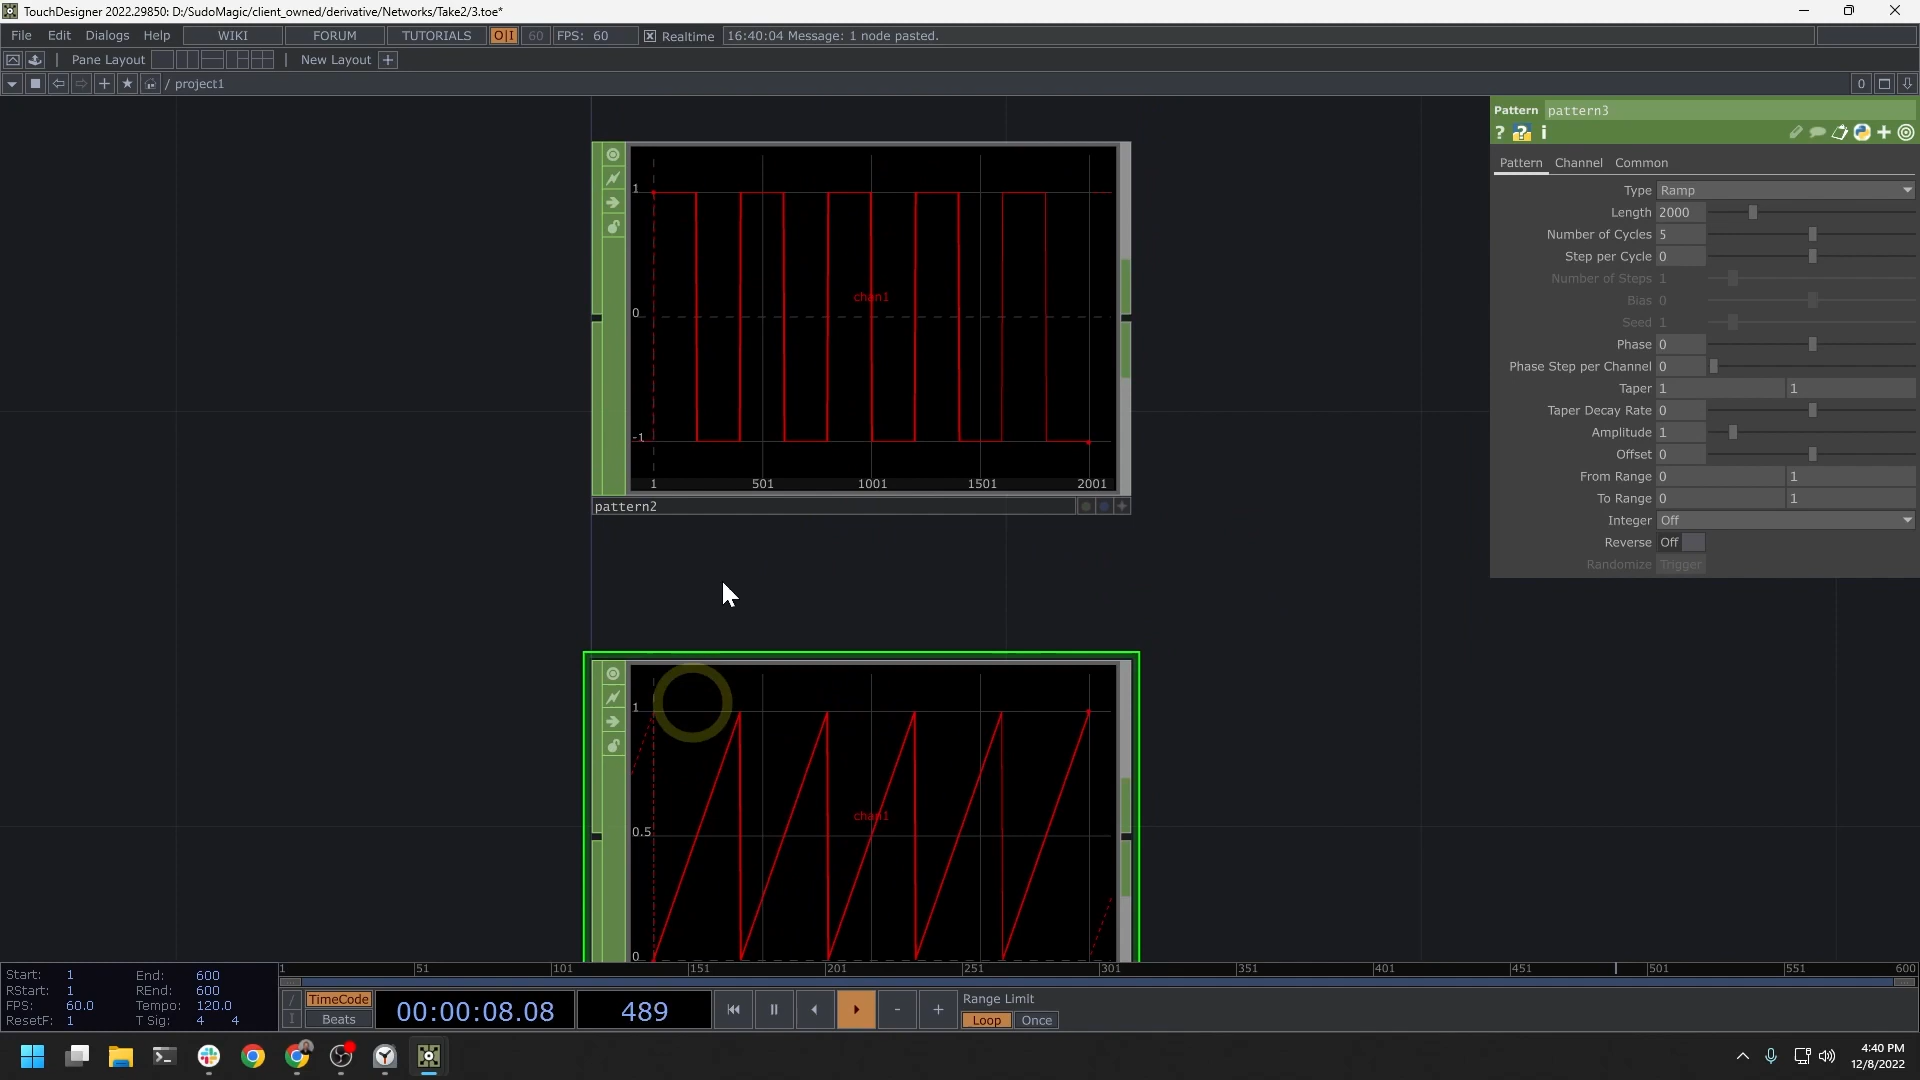 TouchDesigner 2022.29850: D:/SudoMagic/client_owned/derivative/Networks/Take2/3.toe*
File Edit Dialogs Help WIKI FORUM TUTORIALS O|I 60 FPS: 60 Realtime 16:40:04 Message: 1 node pasted.
Pane Layout New Layout +
/ project1 0
Pattern pattern3
? ? i
Pattern Channel Common
Type Ramp
Length 2000
Number of Cycles 5
Step per Cycle 0
Number of Steps 1
Bias 0
Seed 1
Phase 0
Phase Step per Channel 0
Taper 1 1
Taper Decay Rate 0
Amplitude 1
Offset 0
From Range 0 1
To Range 0 1
Integer Off
Reverse Off
Randomize Trigger
1
chan1
0
-1
1 501 1001 1501 2001
pattern2
1
chan1
0.5
0
1 51 101 151 201 251 301 351 401 451 501 551 600
Start: 1 End: 600
RStart: 1 REnd: 600
FPS: 60.0 Tempo: 120.0
ResetF: 1 T Sig: 4 4
/ TimeCode
I Beats
00:00:08.08 489
- +
Range Limit
Loop Once
4:40 PM
12/8/2022